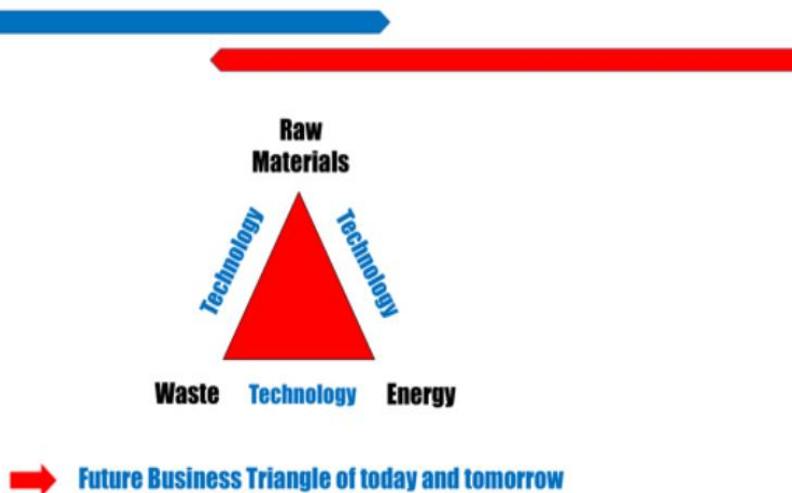 Raw
Materials
Technology
Technology
Waste Technology Energy
Future Business Triangle of today and tomorrow